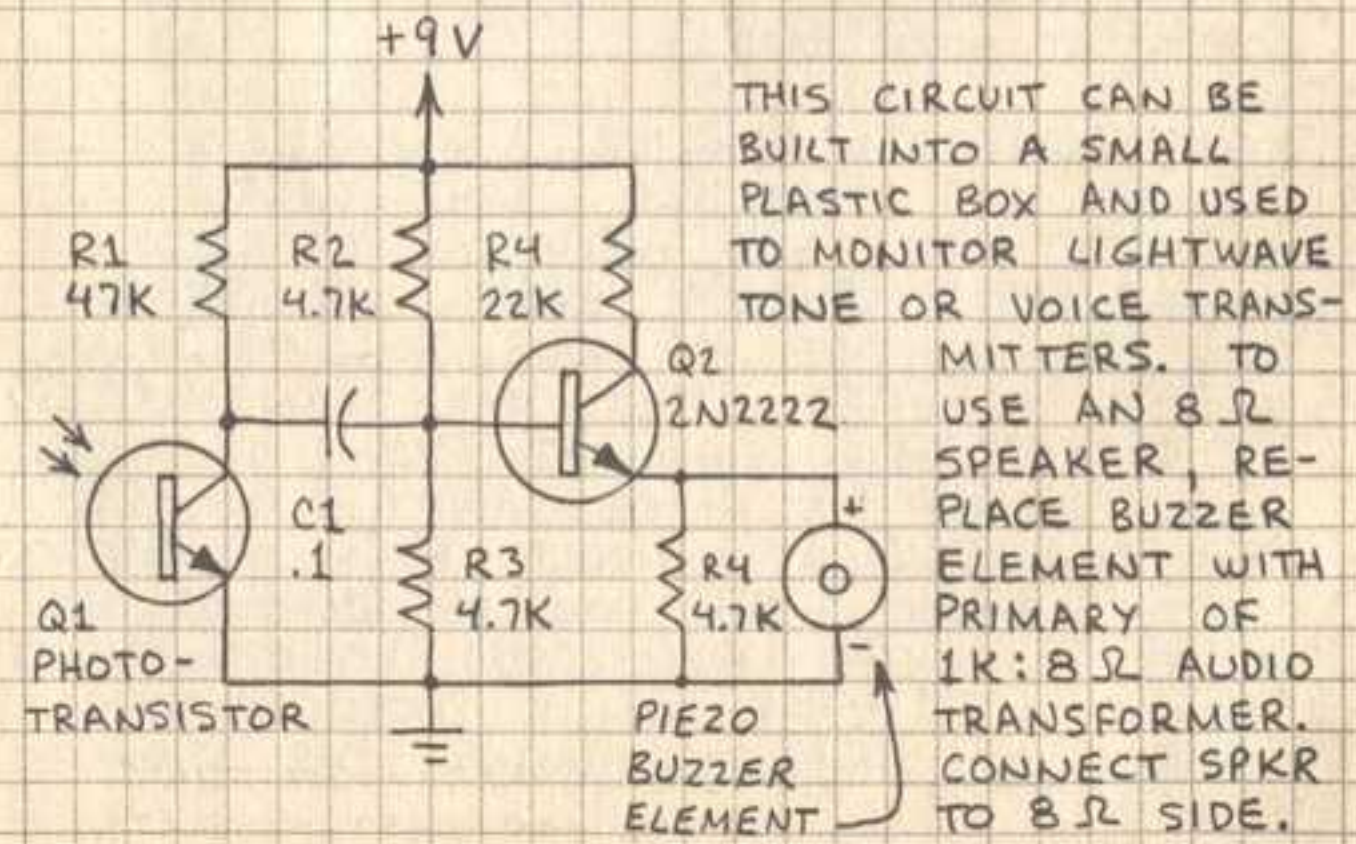 +9V
R1
47K
R2
4.7K
R4
22K
Q2
2N2222
C1
.1
Q1
PHOTO-
TRANSISTOR
R3
4.7K
R4
4.7K
+
-
PIEZO
BUZZER
ELEMENT
THIS CIRCUIT CAN BE
BUILT INTO A SMALL
PLASTIC BOX AND USED
TO MONITOR LIGHTWAVE
TONE OR VOICE TRANS-
MITTERS. TO
USE AN 8 Ω
SPEAKER, RE-
PLACE BUZZER
ELEMENT WITH
PRIMARY OF
1K:8 Ω AUDIO
TRANSFORMER.
CONNECT SPKR
TO 8 Ω SIDE.